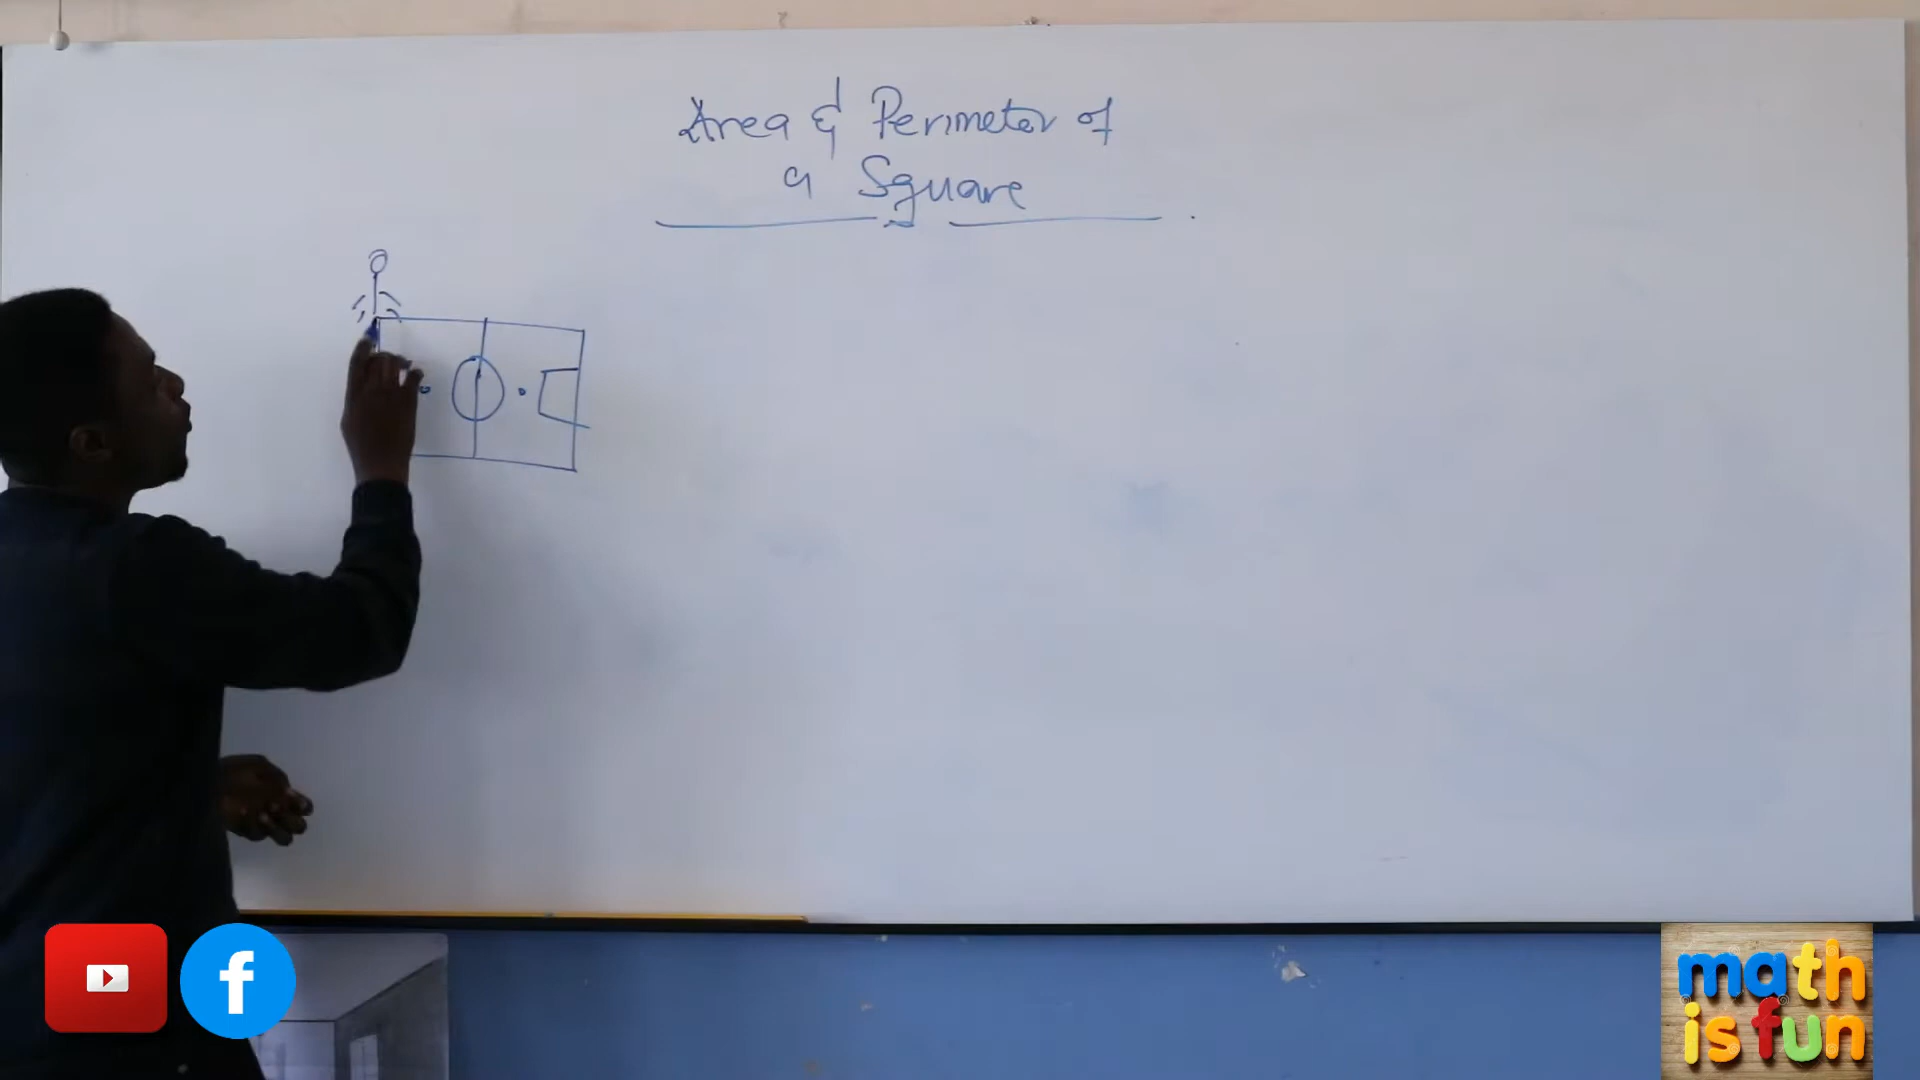 Area & Perimeter of
a Square
f
math
is fun